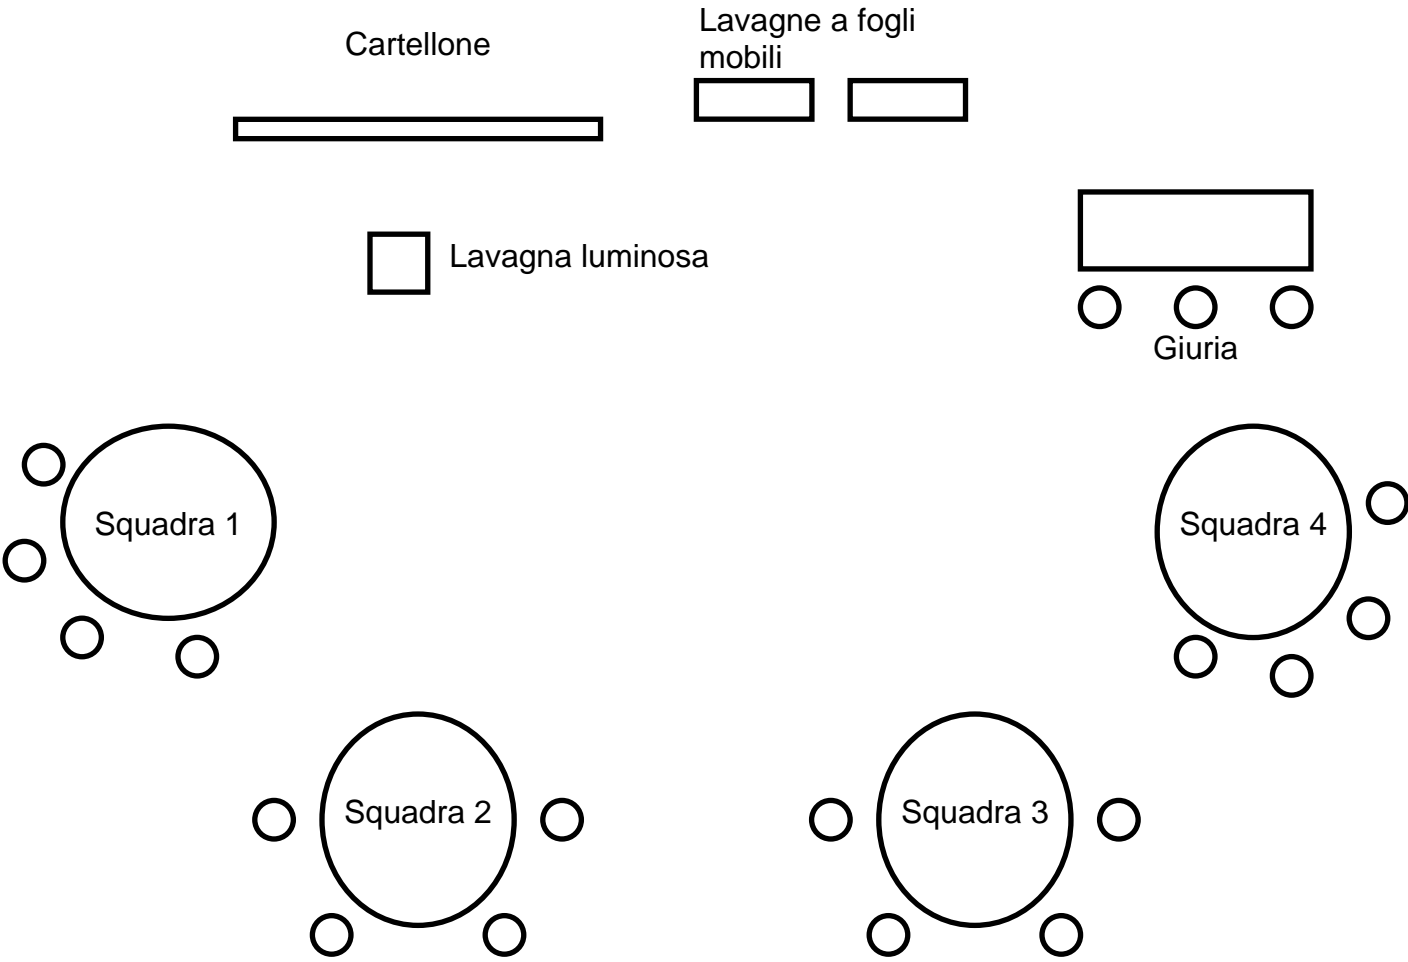 Cartellone
Lavagne a fogli
mobili
Lavagna luminosa
Giuria
Squadra 1
Squadra 4
Squadra 2
Squadra 3